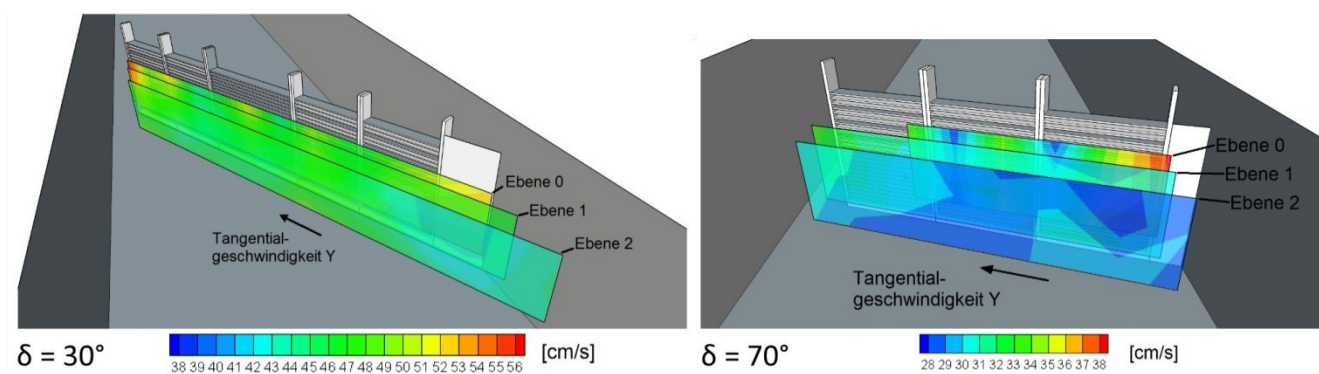 Ebene 0
Ebene 1
Ebene 2
Tangential-
geschwindigkeit Y
δ = 30°
38 39 40 41 42 43 44 45 46 47 48 49 50 51 52 53 54 55 56
[cm/s]
Ebene 0
Ebene 1
Ebene 2
Tangential-
geschwindigkeit Y
δ = 70°
28 29 30 31 32 33 34 35 36 37 38
[cm/s]